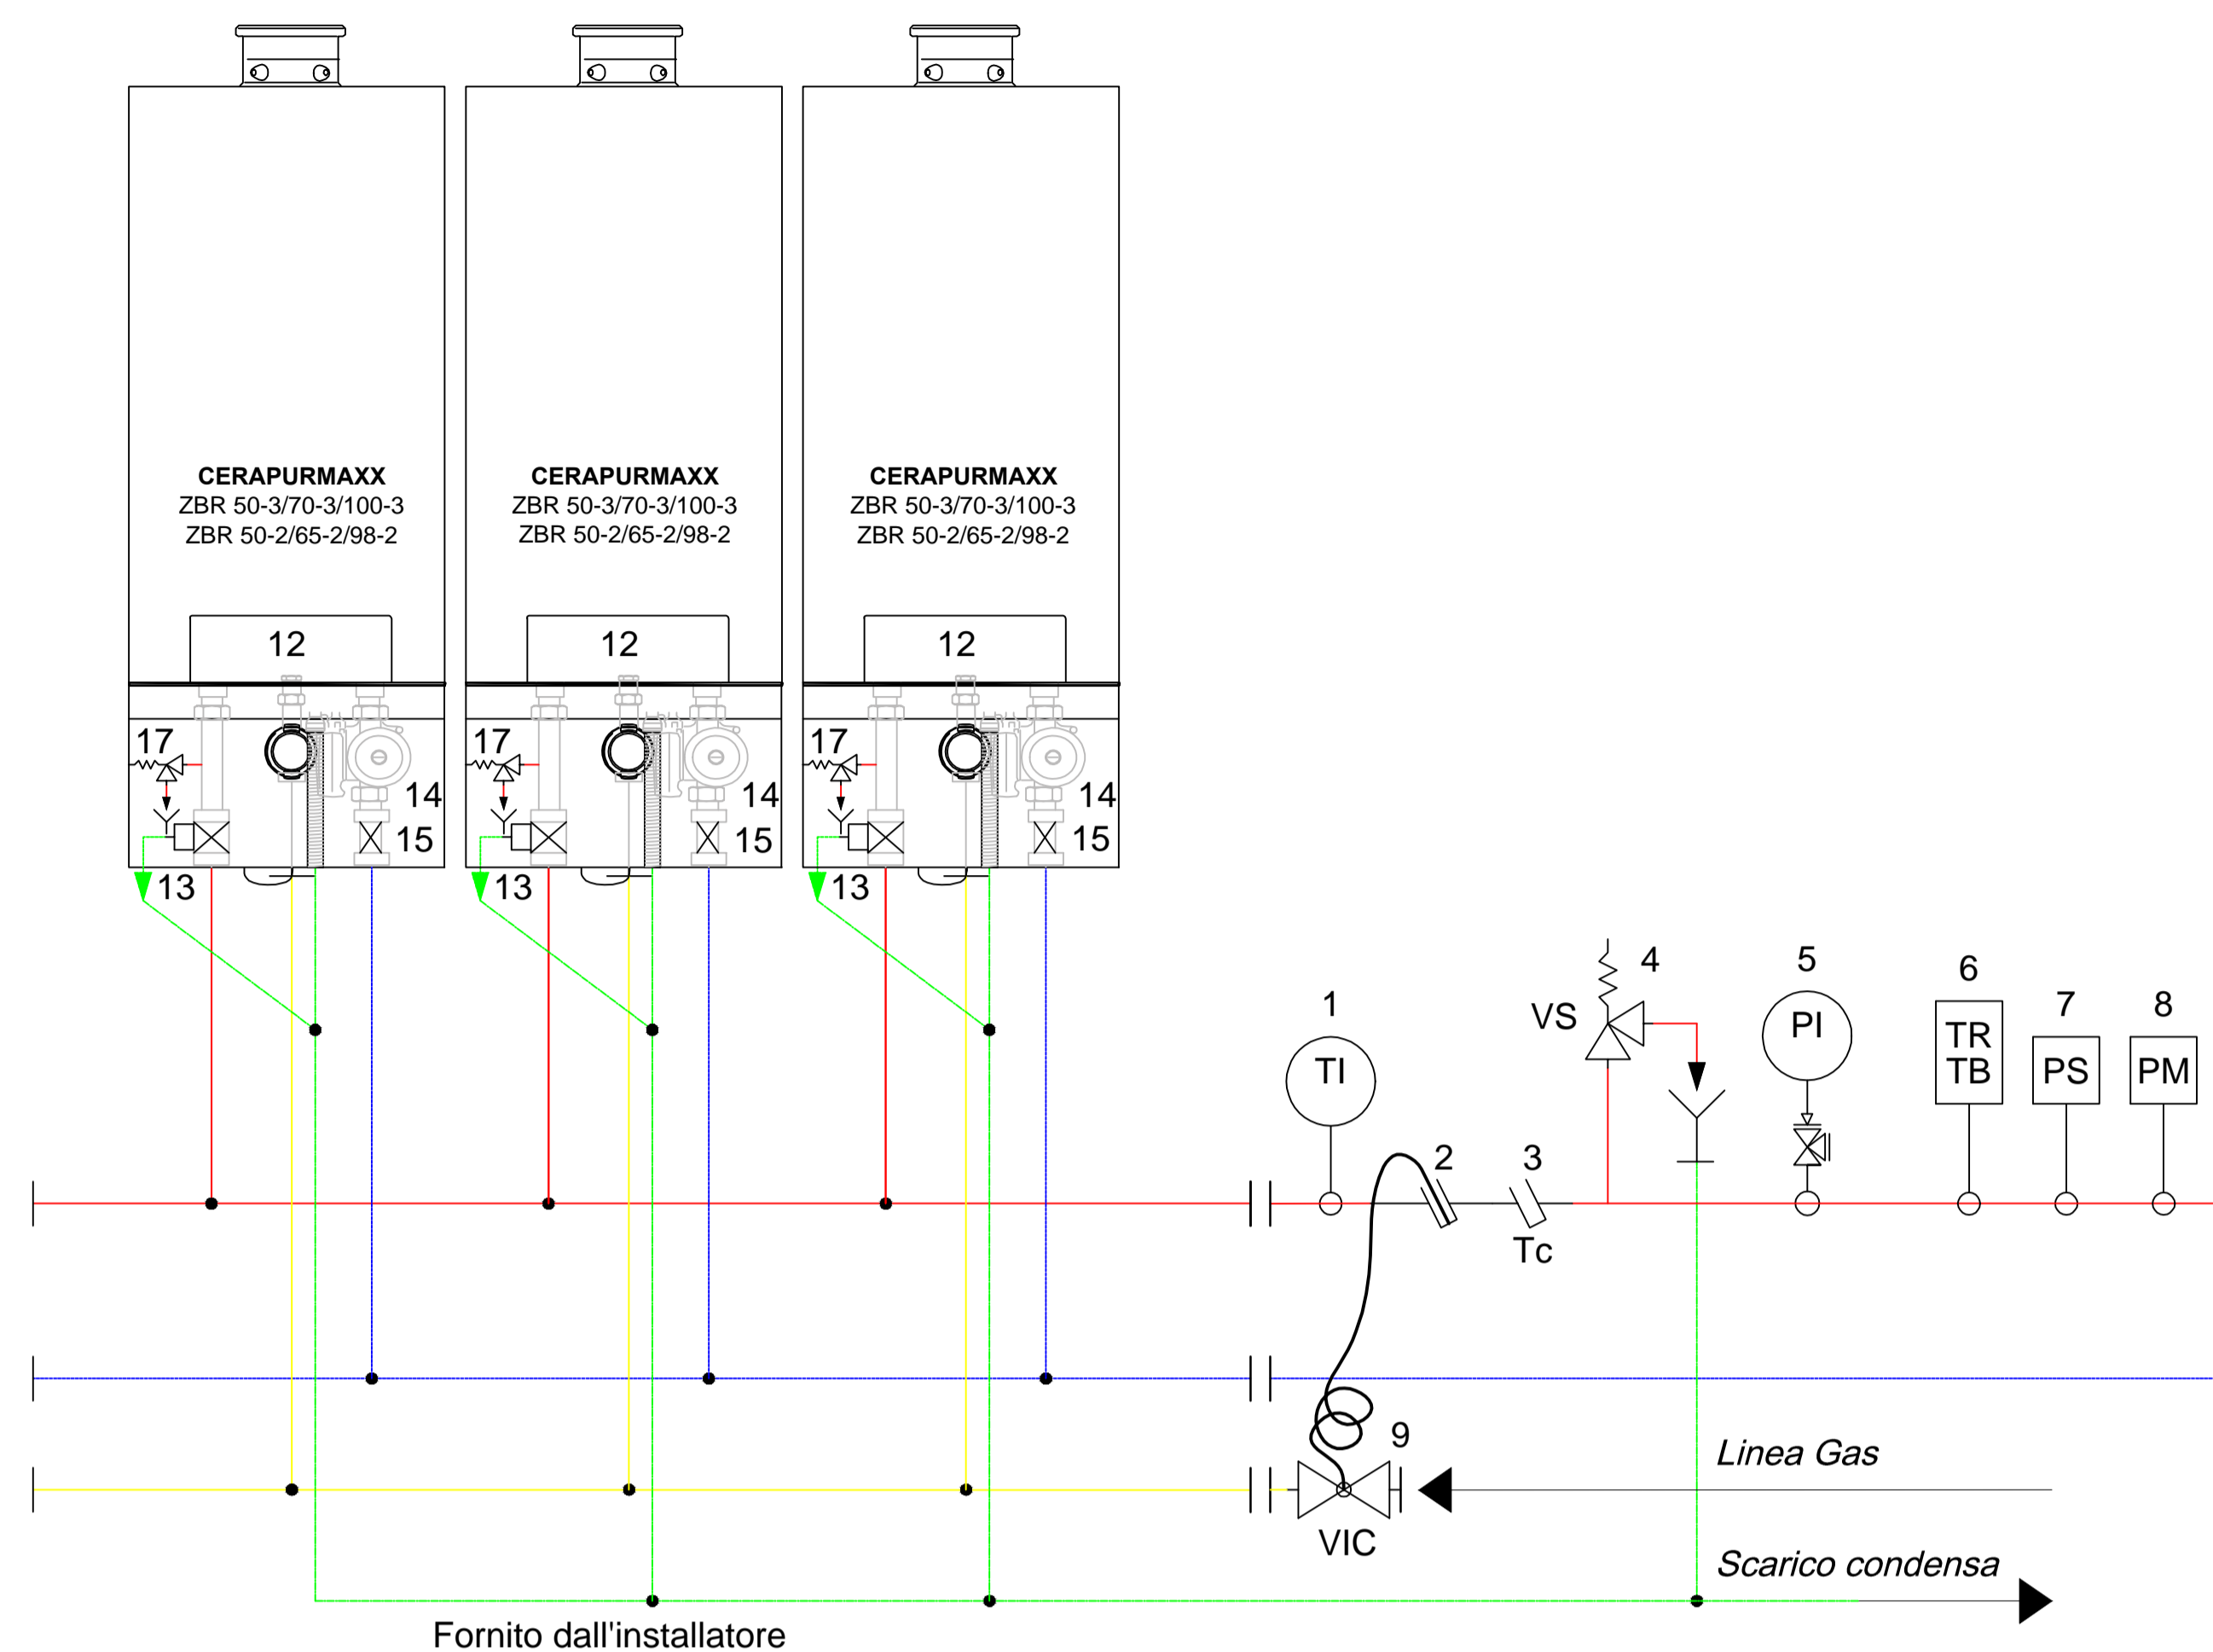 CERAPURMAXX
ZBR 50-3/70-3/100-3
ZBR 50-2/65-2/98-2
CERAPURMAXX
ZBR 50-3/70-3/100-3
ZBR 50-2/65-2/98-2
CERAPURMAXX
ZBR 50-3/70-3/100-3
ZBR 50-2/65-2/98-2
12
12
12
17
14
15
13
17
14
15
13
17
14
15
13
1
TI
2
3
Tc
4
VS
5
PI
6
TR
TB
7
PS
8
PM
9
VIC
Linea Gas
Scarico condensa
Fornito dall'installatore